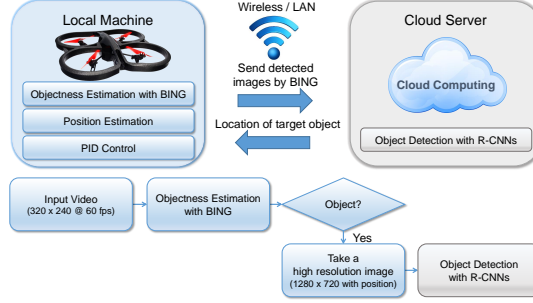 Local Machine
Objectness Estimation with BING
Position Estimation
PID Control
Wireless / LAN
Send detected
images by BING
Location of target object
Cloud Server
Cloud Computing
Object Detection with R-CNNs
Input Video
(320 x 240 @ 60 fps)
Objectness Estimation
with BING
Object?
Yes
Take a
high resolution image
(1280 x 720 with position)
Object Detection
with R-CNNs